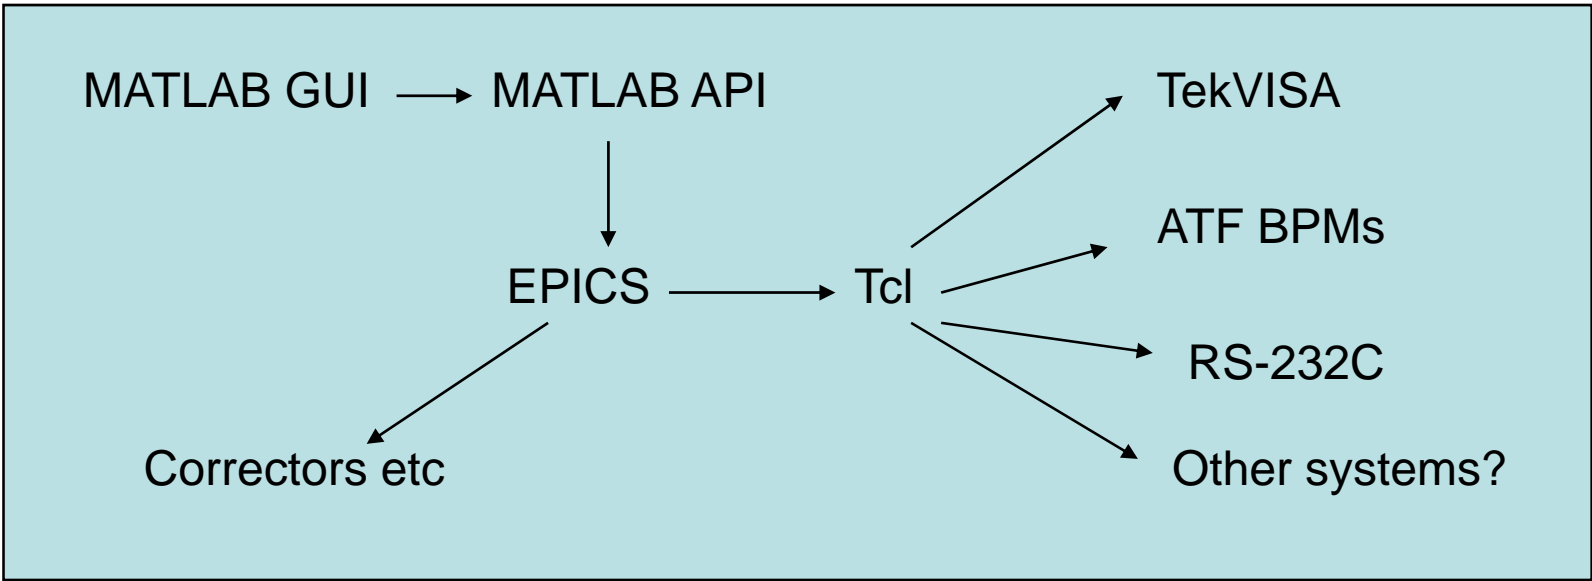 MATLAB GUI
MATLAB API
TekVISA
ATF BPMs
EPICS
Tcl
RS-232C
Correctors etc
Other systems?